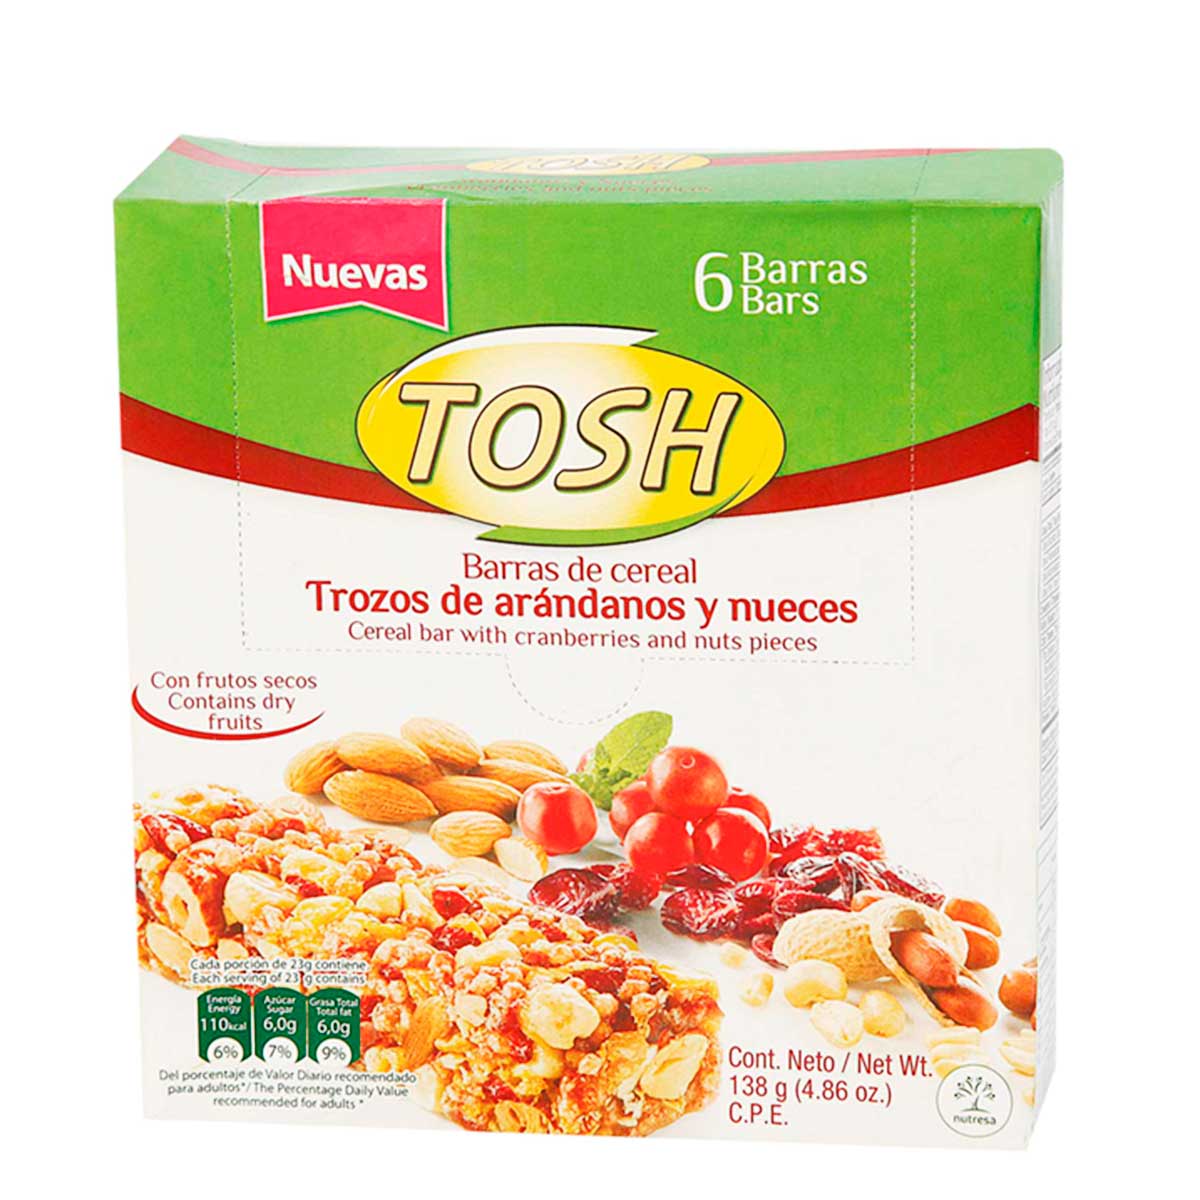 TOSH
Nuevas
6 Barras
Bars
TOSH
Barras de cereal
Trozos de arándanos y nueces
Cereal bar with cranberries and nuts pieces
Con frutos secos
Contains dry
fruits
Cada porción de 23g contiene
Each serving of 23 g contains
Energía Azúcar Grasa Total
Energy Sugar Total fat
110kcal 6,0g 6,0g
6% 7% 9%
Del porcentaje de Valor Diario recomendado
para adultos*/ The Percentage Daily Value
recommended for adults *
Cont. Neto / Net Wt.
138 g (4.86 oz.)
C.P.E.
nutresa